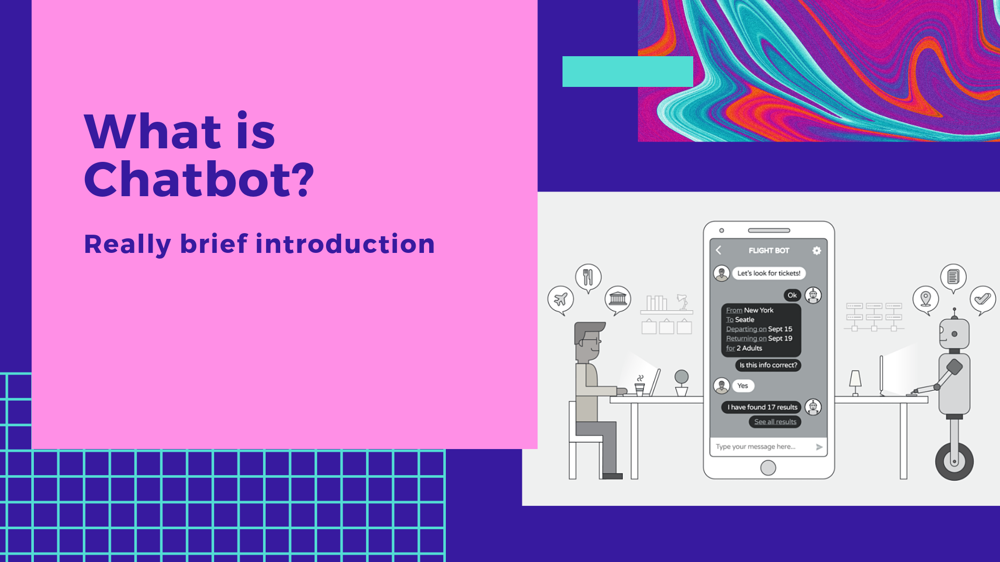 What is
Chatbot?
Really brief introduction
FLIGHT BOT
Let's look for tickets!
Ok
From New York
To Seatle
Departing on Sept 15
Returning on Sept 19
for 2 Adults
Is this info correct?
Yes
I have found 17 results
See all results
Type your message here...